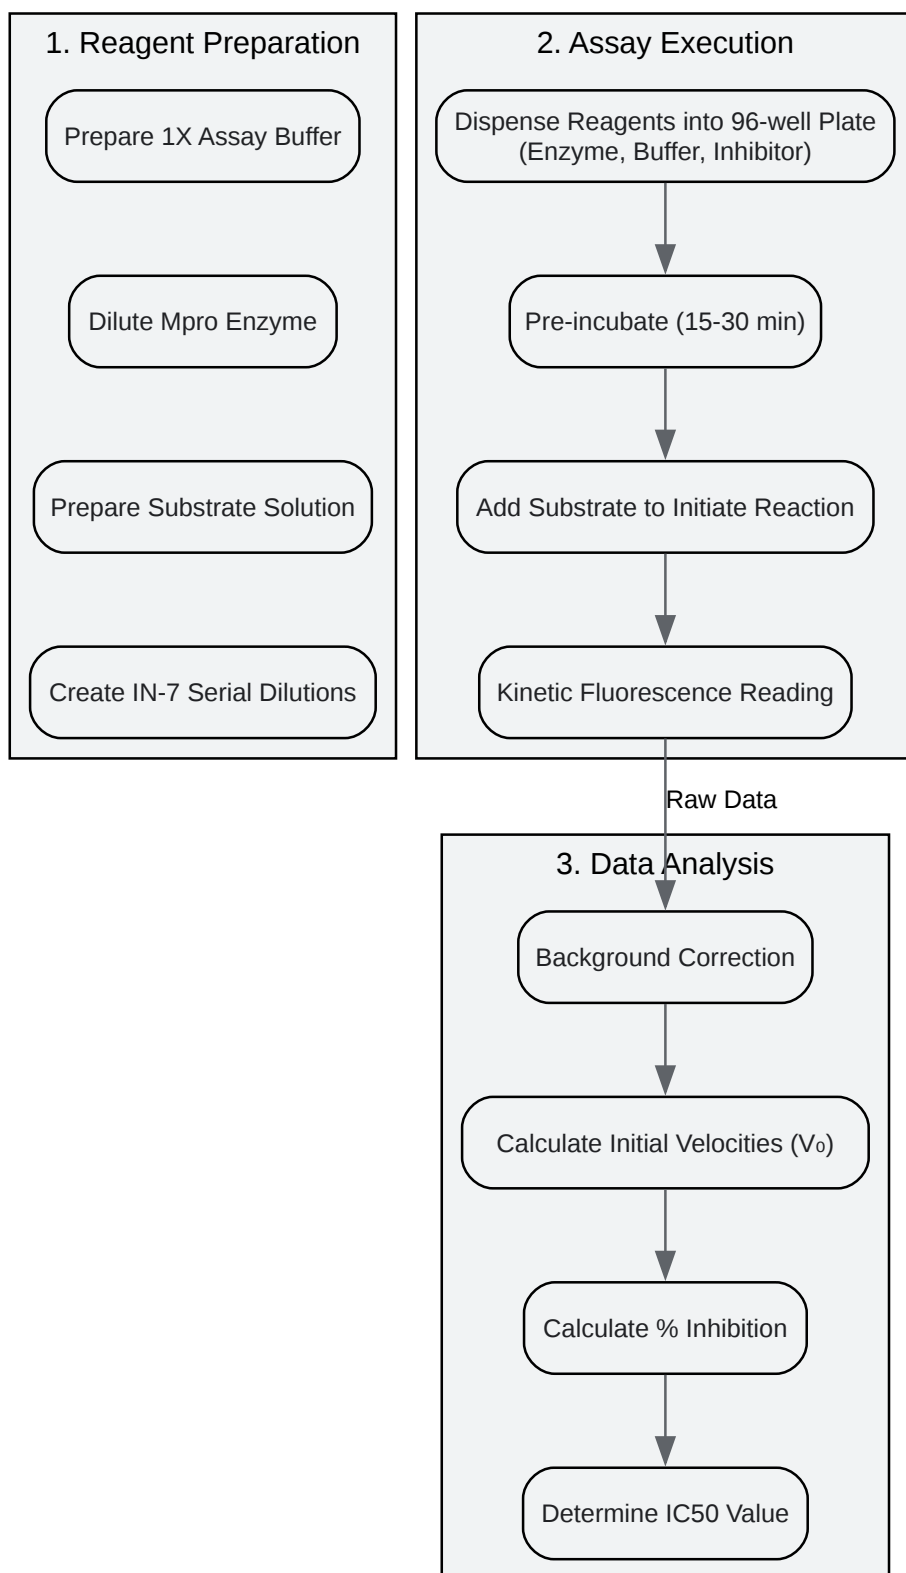 1. Reagent Preparation
Prepare 1X Assay Buffer
Dilute Mpro Enzyme
Prepare Substrate Solution
Create IN-7 Serial Dilutions
2. Assay Execution
Dispense Reagents into 96-well Plate
(Enzyme, Buffer, Inhibitor)
Pre-incubate (15-30 min)
Add Substrate to Initiate Reaction
Kinetic Fluorescence Reading
Raw Data
3. Data Analysis
Background Correction
Calculate Initial Velocities (V₀)
Calculate % Inhibition
Determine IC50 Value